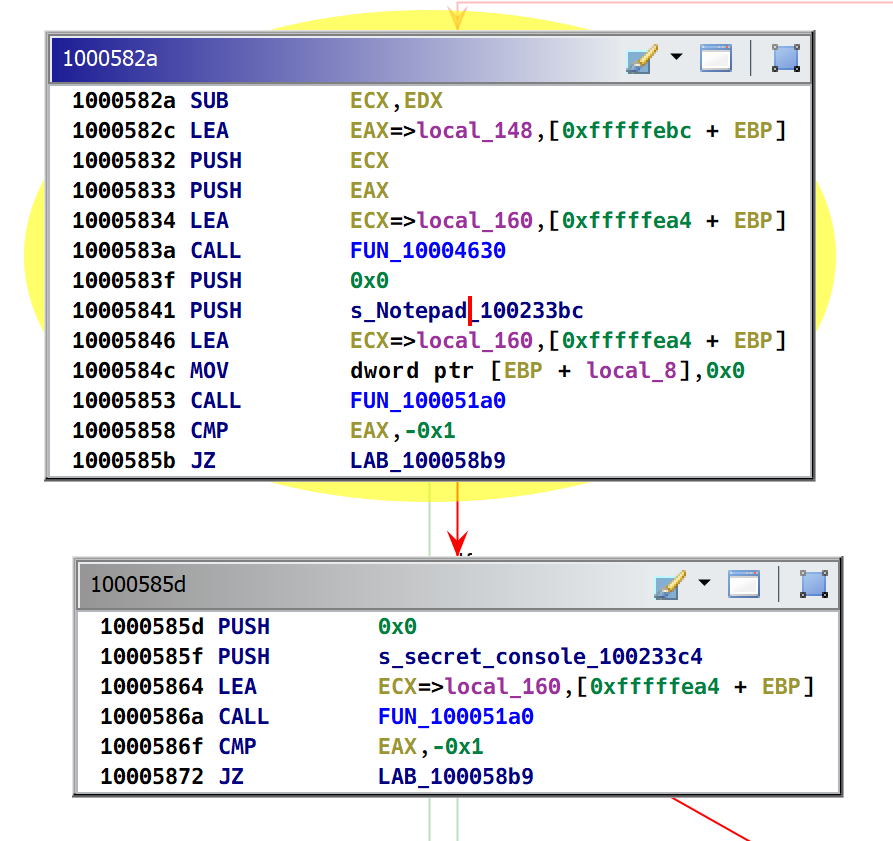 1000582a
1000582a SUB ECX,EDX
1000582c LEA EAX=>local_148,[0xfffffebc + EBP]
10005832 PUSH ECX
10005833 PUSH EAX
10005834 LEA ECX=>local_160,[0xfffffea4 + EBP]
1000583a CALL FUN_10004630
1000583f PUSH 0x0
10005841 PUSH s_Notepad_100233bc
10005846 LEA ECX=>local_160,[0xfffffea4 + EBP]
1000584c MOV dword ptr [EBP + local_8],0x0
10005853 CALL FUN_100051a0
10005858 CMP EAX,-0x1
1000585b JZ LAB_100058b9
1000585d
1000585d PUSH 0x0
1000585f PUSH s_secret_console_100233c4
10005864 LEA ECX=>local_160,[0xfffffea4 + EBP]
1000586a CALL FUN_100051a0
1000586f CMP EAX,-0x1
10005872 JZ LAB_100058b9